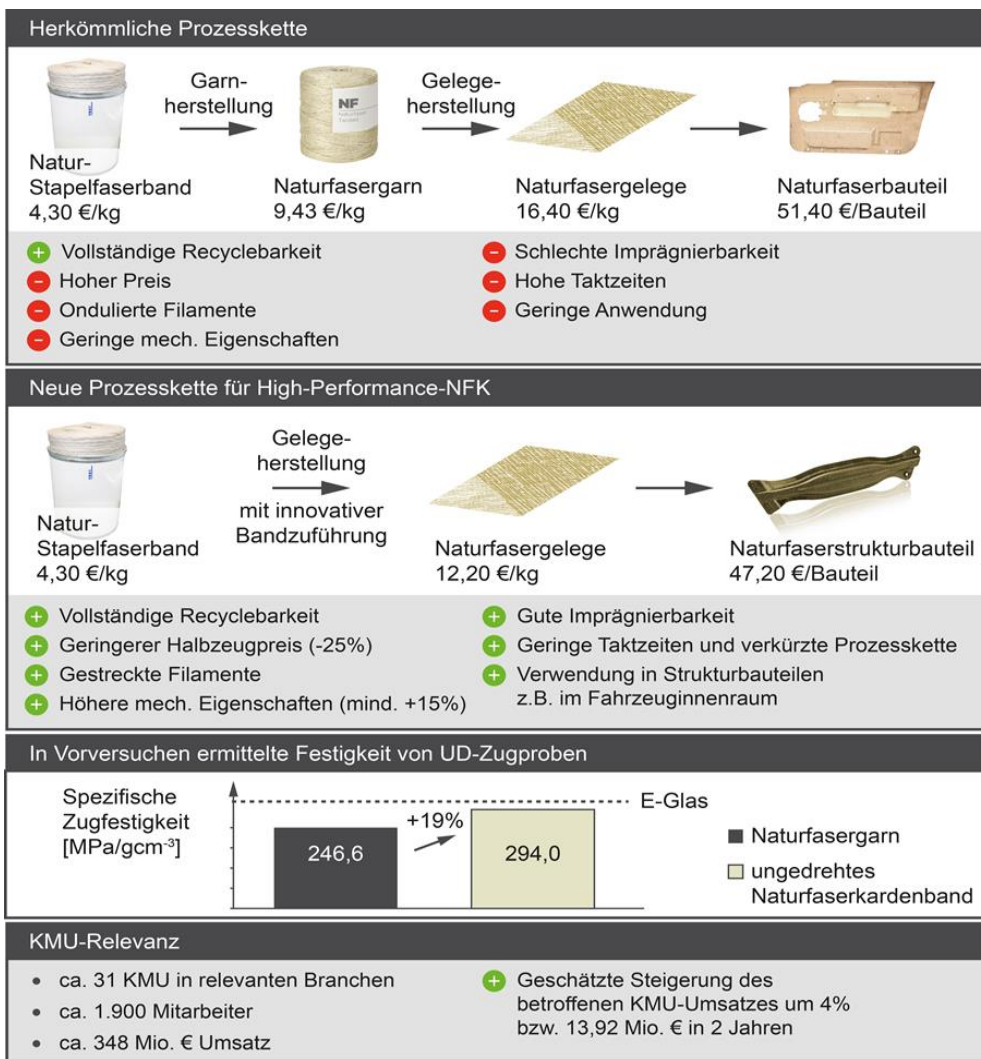 Herkömmliche Prozesskette
Garn-
herstellung
Gelege-
herstellung
NF
Natur-
Stapelfaserband
4,30 €/kg
Naturfasergarn
9,43 €/kg
Naturfasergelege
16,40 €/kg
Naturfaserbauteil
51,40 €/Bauteil
+ Vollständige Recyclebarkeit
- Hoher Preis
- Ondulierte Filamente
- Geringe mech. Eigenschaften
- Schlechte Imprägnierbarkeit
- Hohe Taktzeiten
- Geringe Anwendung
Neue Prozesskette für High-Performance-NFK
Gelege-
herstellung
mit innovativer
Bandzuführung
Natur-
Stapelfaserband
4,30 €/kg
Naturfasergelege
12,20 €/kg
Naturfaserstrukturbauteil
47,20 €/Bauteil
+ Vollständige Recyclebarkeit
+ Geringerer Halbzeugpreis (-25%)
+ Gestreckte Filamente
+ Höhere mech. Eigenschaften (mind. +15%)
+ Gute Imprägnierbarkeit
+ Geringe Taktzeiten und verkürzte Prozesskette
+ Verwendung in Strukturbauteilen
z.B. im Fahrzeuginnenraum
In Vorversuchen ermittelte Festigkeit von UD-Zugproben
Spezifische
Zugfestigkeit
[MPa/gcm⁻³]
246,6
+19%
294,0
E-Glas
Naturfasergarn
ungedrehtes
Naturfaserkardenband
KMU-Relevanz
• ca. 31 KMU in relevanten Branchen
• ca. 1.900 Mitarbeiter
• ca. 348 Mio. € Umsatz
+ Geschätzte Steigerung des
betroffenen KMU-Umsatzes um 4%
bzw. 13,92 Mio. € in 2 Jahren